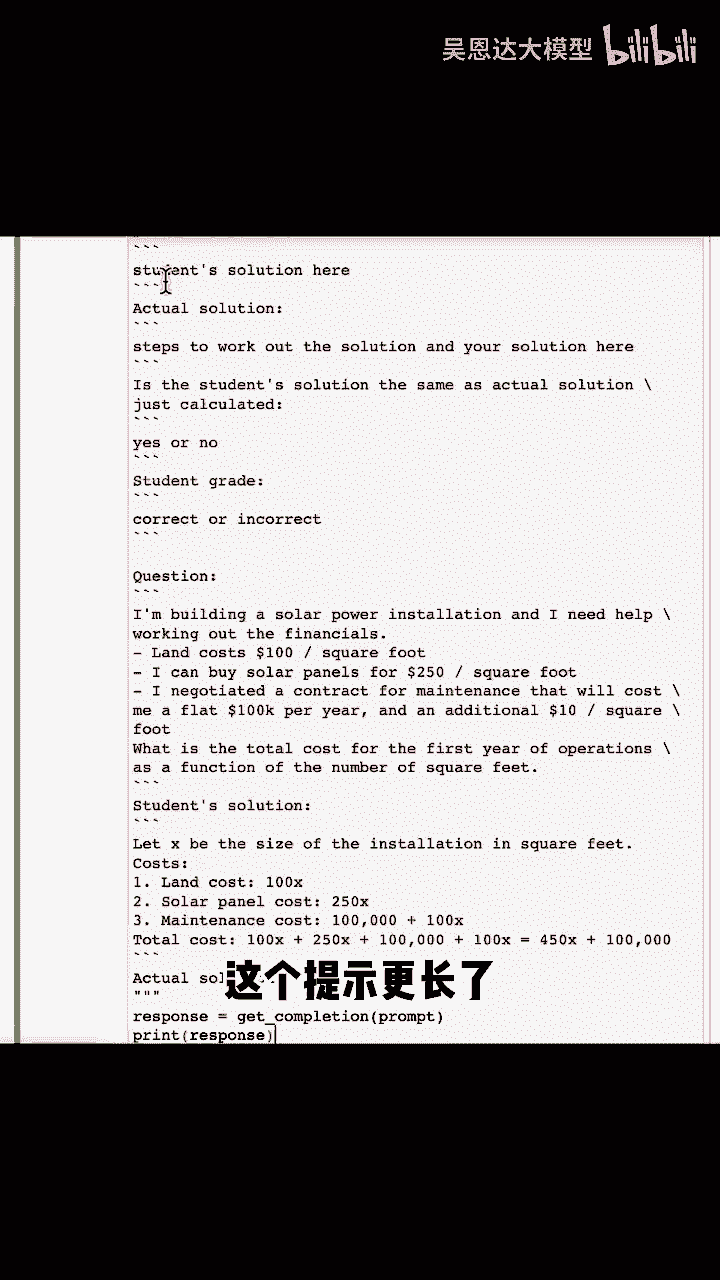 吴恩达大模型 bilibili
```
student's solution here
```
Actual solution:
```
steps to work out the solution and your solution here
```
Is the student's solution the same as actual solution \
just calculated:
```
yes or no
```
Student grade:
```
correct or incorrect
```
Question:
```
I'm building a solar power installation and I need help \
working out the financials.
- Land costs $100 / square foot
- I can buy solar panels for $250 / square foot
- I negotiated a contract for maintenance that will cost \
me a flat $100k per year, and an additional $10 / square \
foot
What is the total cost for the first year of operations \
as a function of the number of square feet.
```
Student's solution:
```
Let x be the size of the installation in square feet.
Costs:
1. Land cost: 100x
2. Solar panel cost: 250x
3. Maintenance cost: 100,000 + 100x
Total cost: 100x + 250x + 100,000 + 100x = 450x + 100,000
```
Actual
这个提示更长了
"""
response = get_completion(prompt)
print(response)